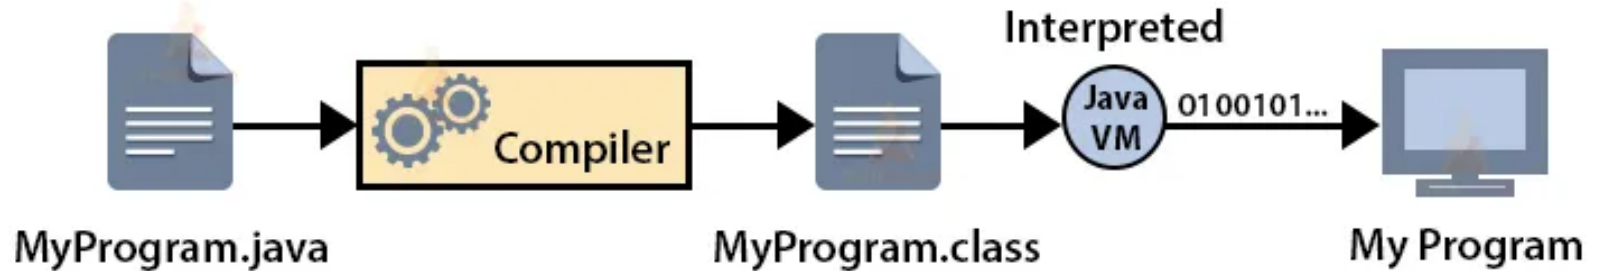 Interpreted
Java
VM
0100101...
Compiler
MyProgram.java
MyProgram.class
My Program